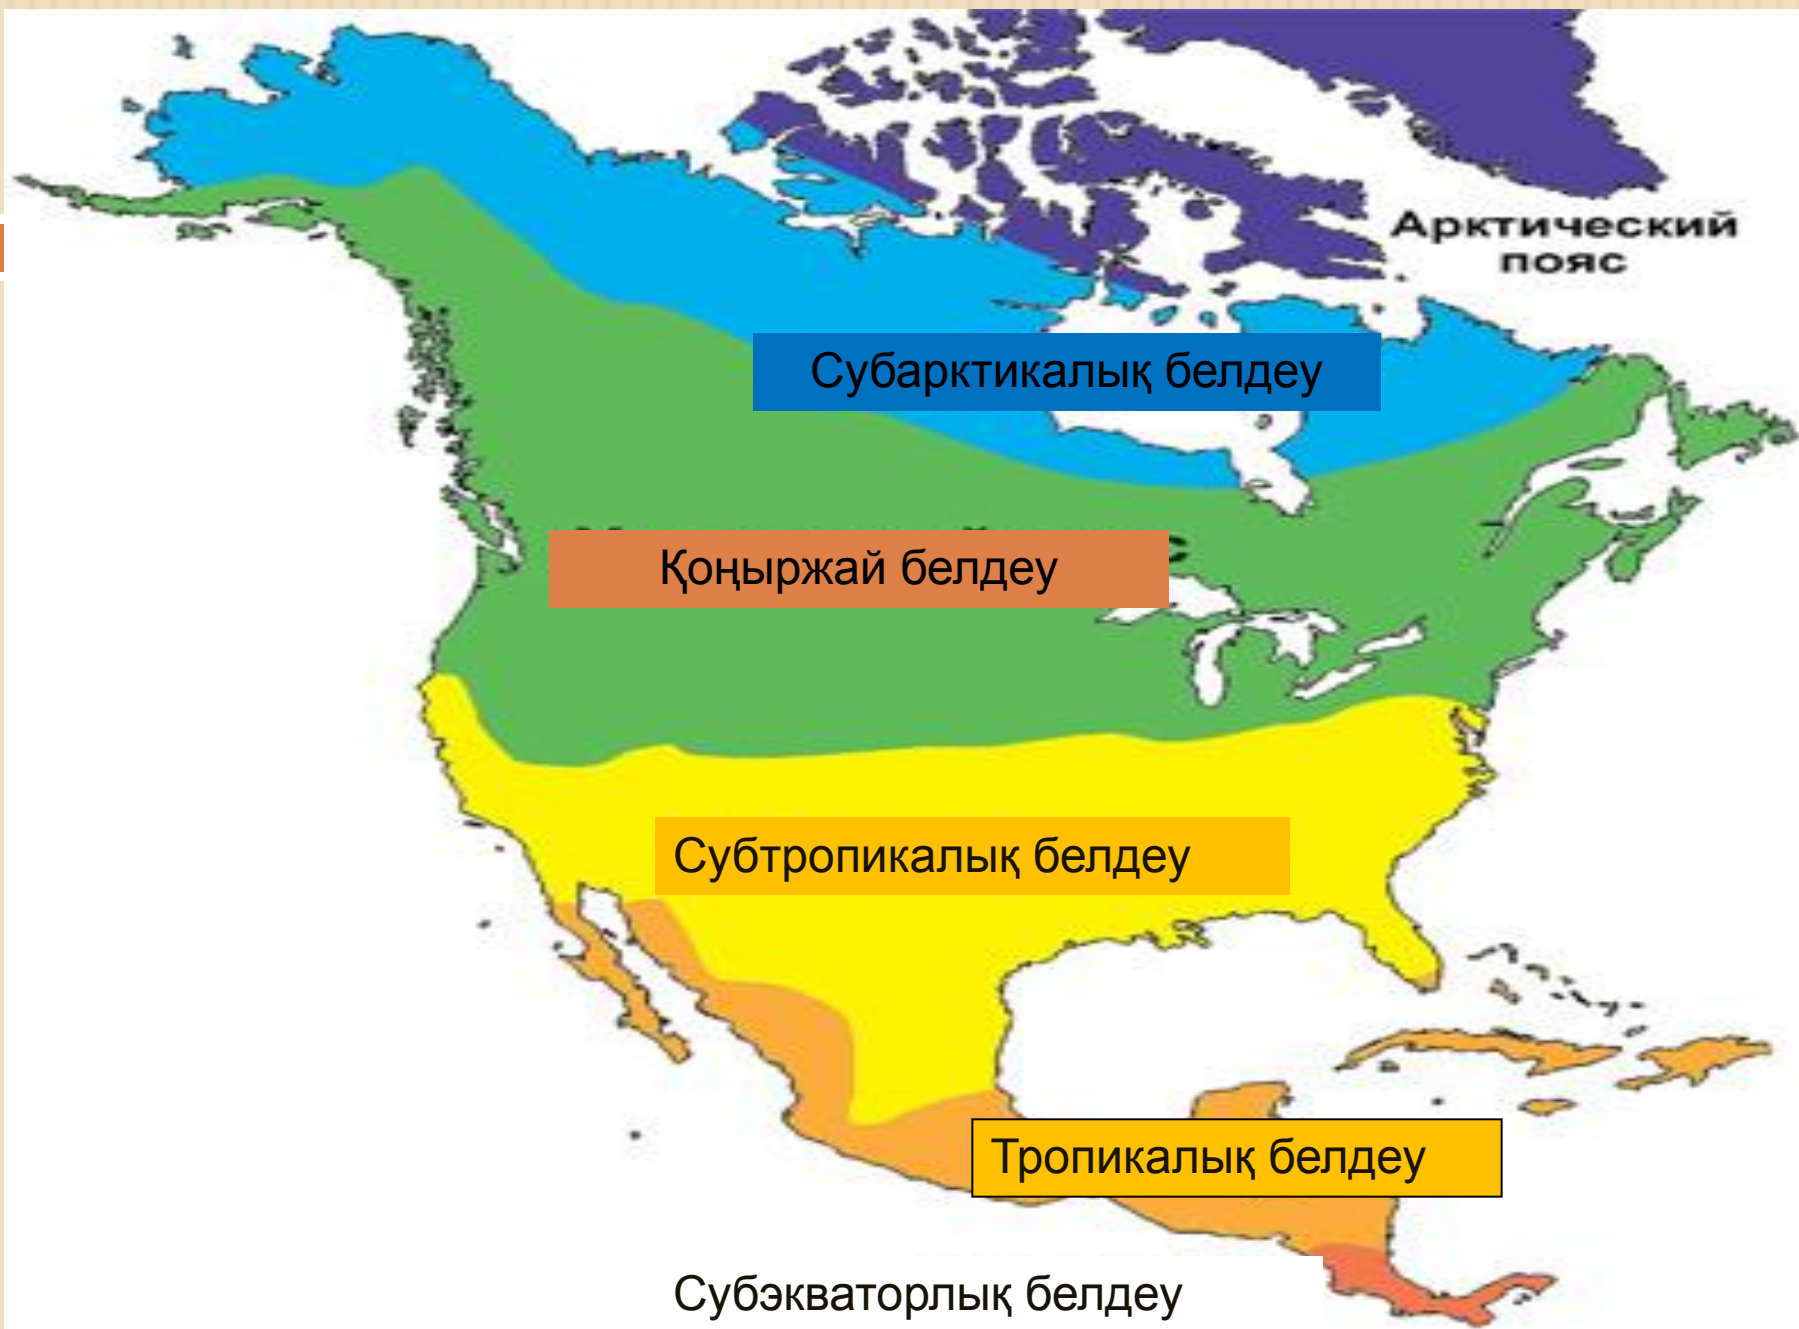 Арктический
пояс
Субарктикалық белдеу
Қоңыржай белдеу
Субтропикалық белдеу
Тропикалық белдеу
Субэкваторлық белдеу